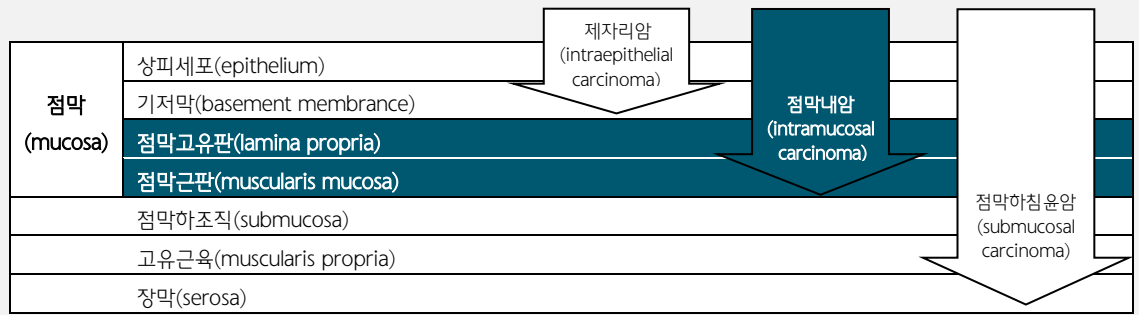 제자리암
(intraepithelial
carcinoma)
상피세포(epithelium)
기저막(basement membrance)
점막
(mucosa)
점막고유판(lamina propria)
점막근판(muscularis mucosa)
점막내암
(intramucosal
carcinoma)
점막하조직(submucosa)
고유근육(muscularis propria)
장막(serosa)
점막하침윤암
(submucosal
carcinoma)